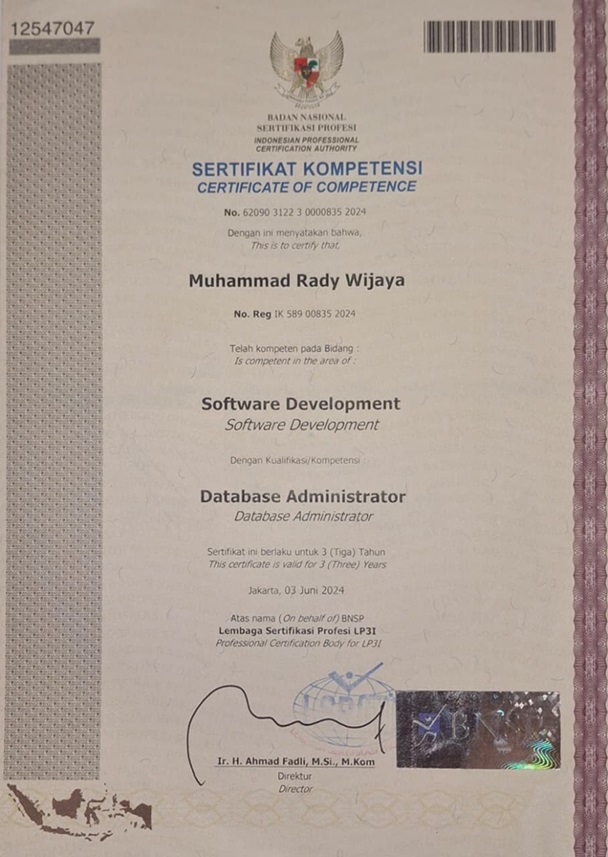 12547047
BADAN NASIONAL
SERTIFIKASI PROFESI
INDONESIAN PROFESSIONAL
CERTIFICATION AUTHORITY
SERTIFIKAT KOMPETENSI
CERTIFICATE OF COMPETENCE
No. 62090 3122 3 0000835 2024
Dengan ini menyatakan bahwa,
This is to certify that,
Muhammad Rady Wijaya
No. Reg IK 589 00835 2024
Telah kompeten pada Bidang :
Is competent in the area of :
Software Development
Software Development
Dengan Kualifikasi/Kompetensi :
Database Administrator
Database Administrator
Sertifikat ini berlaku untuk 3 (Tiga) Tahun
This certificate is valid for 3 (Three) Years
Jakarta, 03 Juni 2024
Atas nama (On behalf of) BNSP
Lembaga Sertifikasi Profesi LP3I
Professional Certification Body for LP3I
BNSP
Ir. H. Ahmad Fadli, M.Si., M.Kom
Direktur
Director